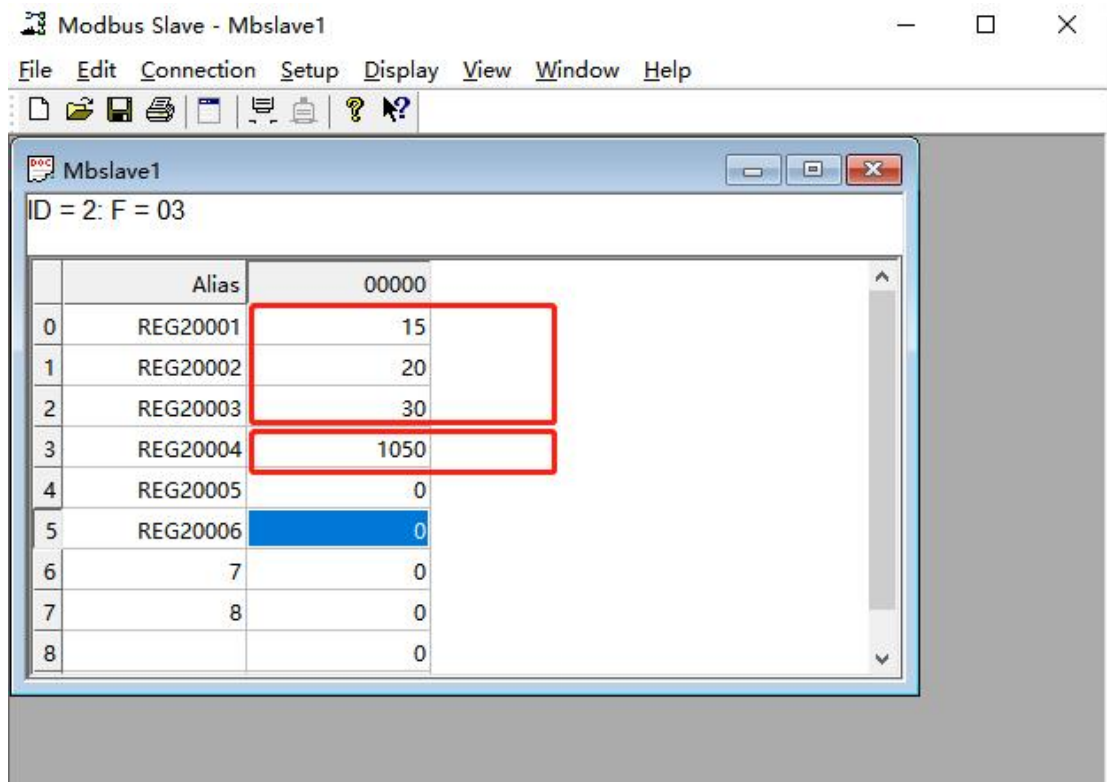 Modbus Slave - Mbslave1
File Edit Connection Setup Display View Window Help
Mbslave1
ID = 2: F = 03
Alias 00000
0 REG20001 15
1 REG20002 20
2 REG20003 30
3 REG20004 1050
4 REG20005 0
5 REG20006 0
6 7 0
7 8 0
8 0